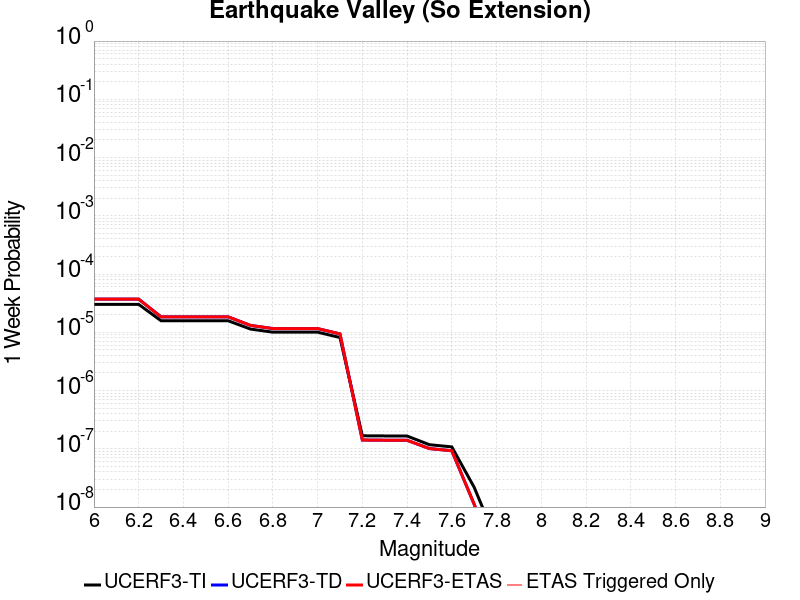 Earthquake Valley (So Extension)
1 Week Probability
10^0
10^-1
10^-2
10^-3
10^-4
10^-5
10^-6
10^-7
10^-8
6 6.2 6.4 6.6 6.8 7 7.2 7.4 7.6 7.8 8 8.2 8.4 8.6 8.8 9
Magnitude
UCERF3-TI UCERF3-TD UCERF3-ETAS ETAS Triggered Only